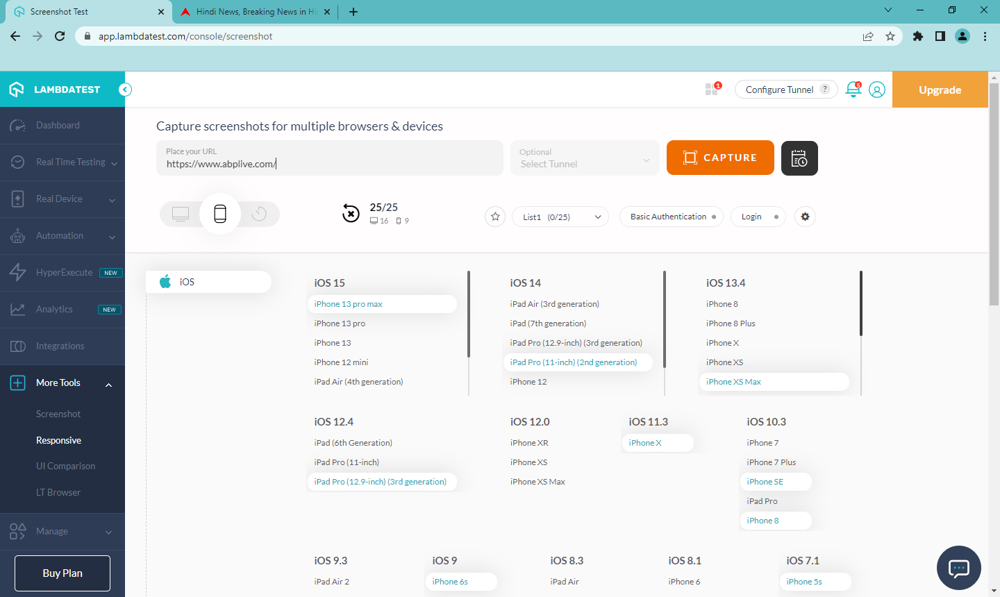 Screenshot Test
Hindi News, Breaking News in Hi
app.lambdatest.com/console/screenshot
LAMBDATEST
1
Configure Tunnel ?
5
Upgrade
Dashboard
Real Time Testing
Real Device
Automation
HyperExecute NEW
Analytics NEW
Integrations
More Tools
Screenshot
Responsive
UI Comparison
LT Browser
Manage
Buy Plan
Capture screenshots for multiple browsers & devices
Place your URL
https://www.abplive.com/
Optional
Select Tunnel
CAPTURE
25/25
16 9
List1 (0/25)
Basic Authentication
Login
iOS
iOS 15
iPhone 13 pro max
iPhone 13 pro
iPhone 13
iPhone 12 mini
iPad Air (4th generation)
iOS 14
iPad Air (3rd generation)
iPad (7th generation)
iPad Pro (12.9-inch) (3rd generation)
iPad Pro (11-inch) (2nd generation)
iPhone 12
iOS 13.4
iPhone 8
iPhone 8 Plus
iPhone X
iPhone XS
iPhone XS Max
iOS 12.4
iPad (6th Generation)
iPad Pro (11-inch)
iPad Pro (12.9-inch) (3rd generation)
iOS 12.0
iPhone XR
iPhone XS
iPhone XS Max
iOS 11.3
iPhone X
iOS 10.3
iPhone 7
iPhone 7 Plus
iPhone SE
iPad Pro
iPhone 8
iOS 9.3
iPad Air 2
iOS 9
iPhone 6s
iOS 8.3
iPad Air
iOS 8.1
iPhone 6
iOS 7.1
iPhone 5s